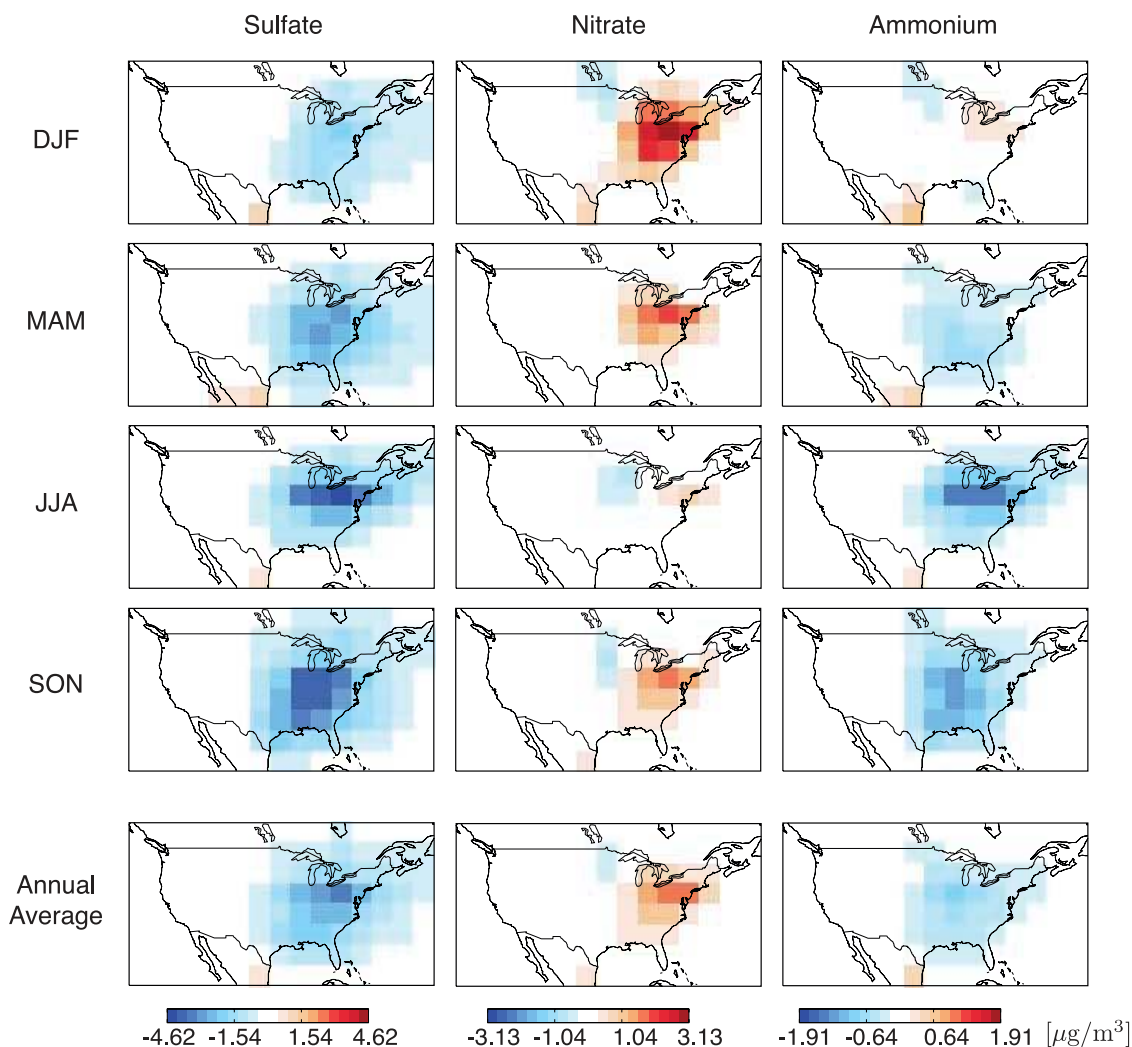 Sulfate Nitrate Ammonium
DJF
MAM
JJA
SON
Annual
Average
-4.62 -1.54 1.54 4.62 -3.13 -1.04 1.04 3.13 -1.91 -0.64 0.64 1.91 [μg/m³]